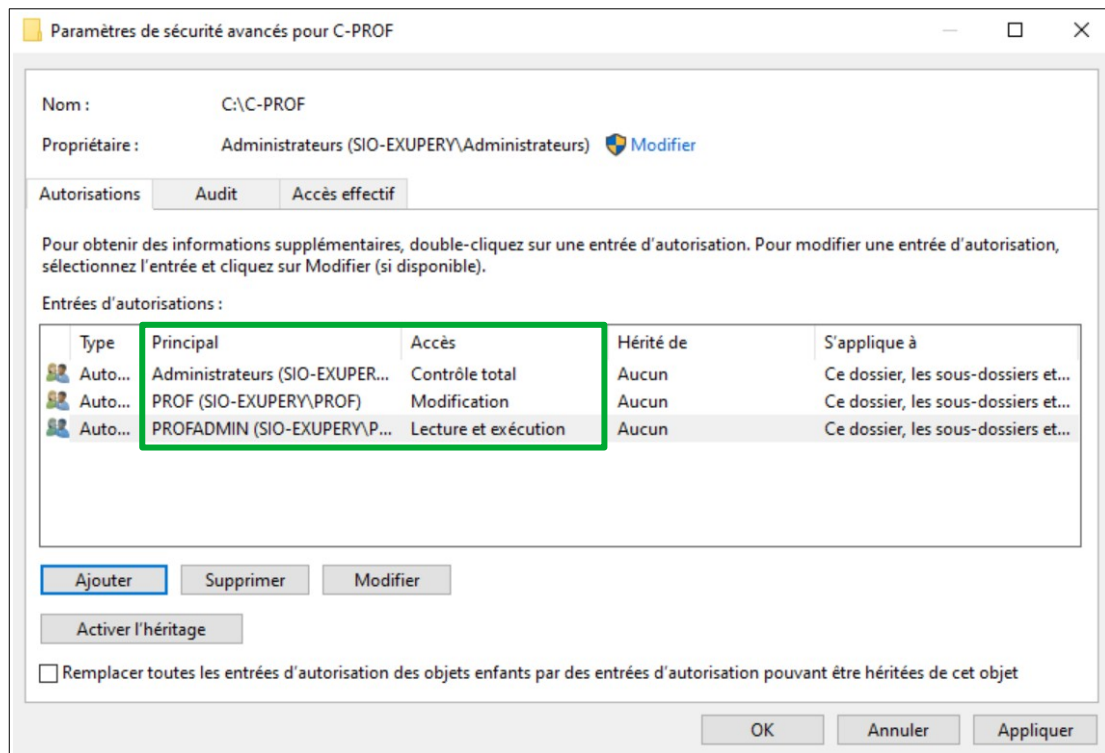 Paramètres de sécurité avancés pour C-PROF
Nom : C:\C-PROF
Propriétaire : Administrateurs (SIO-EXUPERY\Administrateurs) Modifier
Autorisations Audit Accès effectif
Pour obtenir des informations supplémentaires, double-cliquez sur une entrée d'autorisation. Pour modifier une entrée d'autorisation,
sélectionnez l'entrée et cliquez sur Modifier (si disponible).
Entrées d'autorisations :
Type Principal Accès Hérité de S'applique à
Auto... Administrateurs (SIO-EXUPER... Contrôle total Aucun Ce dossier, les sous-dossiers et...
Auto... PROF (SIO-EXUPERY\PROF) Modification Aucun Ce dossier, les sous-dossiers et...
Auto... PROFADMIN (SIO-EXUPERY\P... Lecture et exécution Aucun Ce dossier, les sous-dossiers et...
Ajouter Supprimer Modifier
Activer l'héritage
Remplacer toutes les entrées d'autorisation des objets enfants par des entrées d'autorisation pouvant être héritées de cet objet
OK Annuler Appliquer